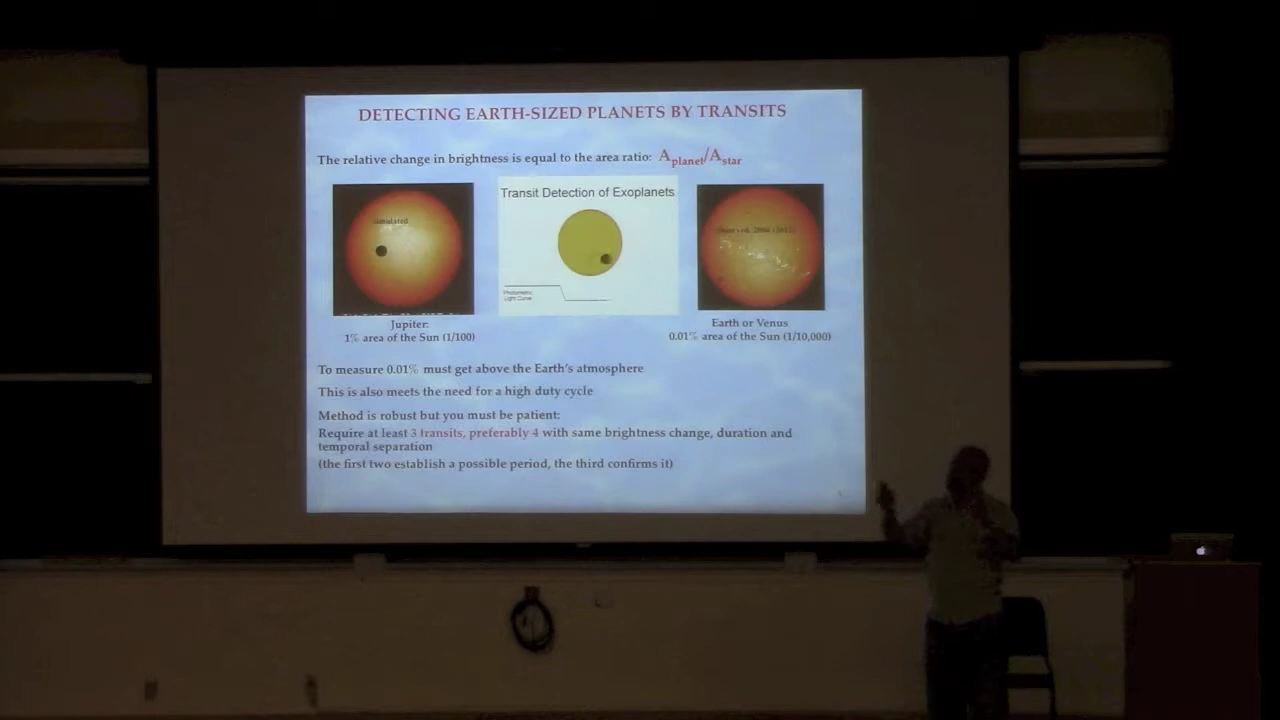 DETECTING EARTH-SIZED PLANETS BY TRANSITS
The relative change in brightness is equal to the area ratio: Aplanet/Astar
simulated
Transit Detection of Exoplanets
Photometric
Light Curve
Jupiter:
1% area of the Sun (1/100)
Earth or Venus
0.01% area of the Sun (1/10,000)
To measure 0.01% must get above the Earth's atmosphere
This is also meets the need for a high duty cycle
Method is robust but you must be patient:
Require at least 3 transits, preferably 4 with same brightness change, duration and
temporal separation
(the first two establish a possible period, the third confirms it)